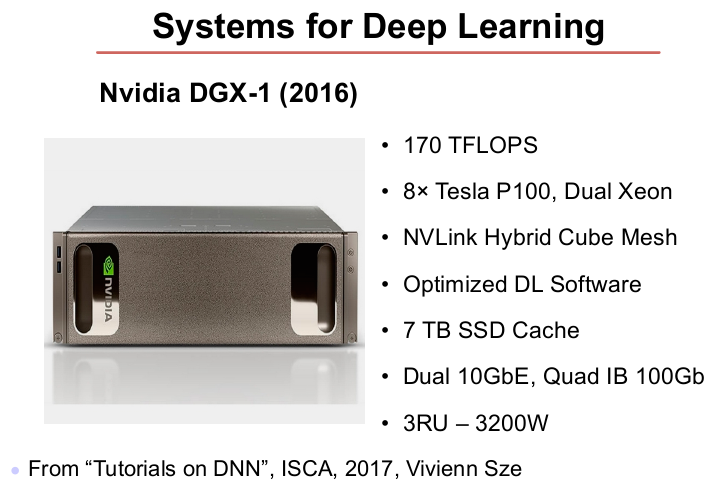 Systems for Deep Learning
Nvidia DGX-1 (2016)
• 170 TFLOPS
• 8× Tesla P100, Dual Xeon
• NVLink Hybrid Cube Mesh
• Optimized DL Software
• 7 TB SSD Cache
• Dual 10GbE, Quad IB 100Gb
• 3RU – 3200W
NVIDIA
• From “Tutorials on DNN”, ISCA, 2017, Vivienn Sze